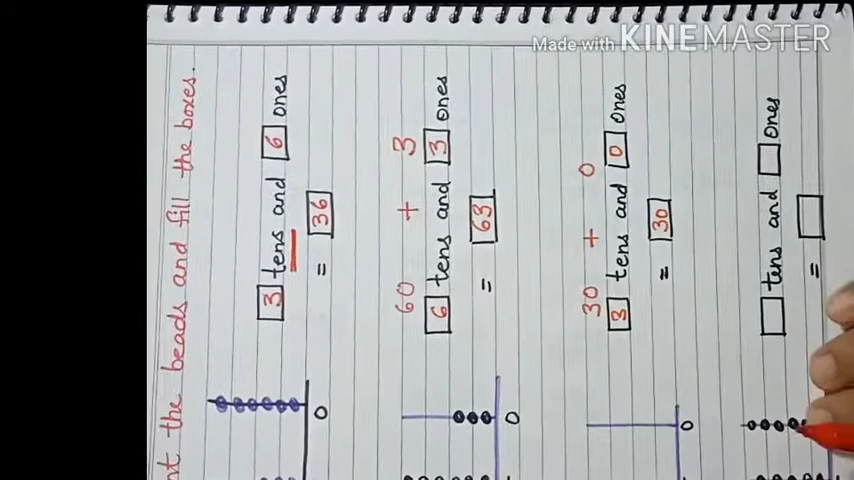 Made with KINEMASTER
nt the beads and fill the boxes.
3 tens and 6 ones
= 36
60 + 3
6 tens and 3 ones
= 63
30 + 0
3 tens and 0 ones
= 30
tens and ones
=
O
O
O